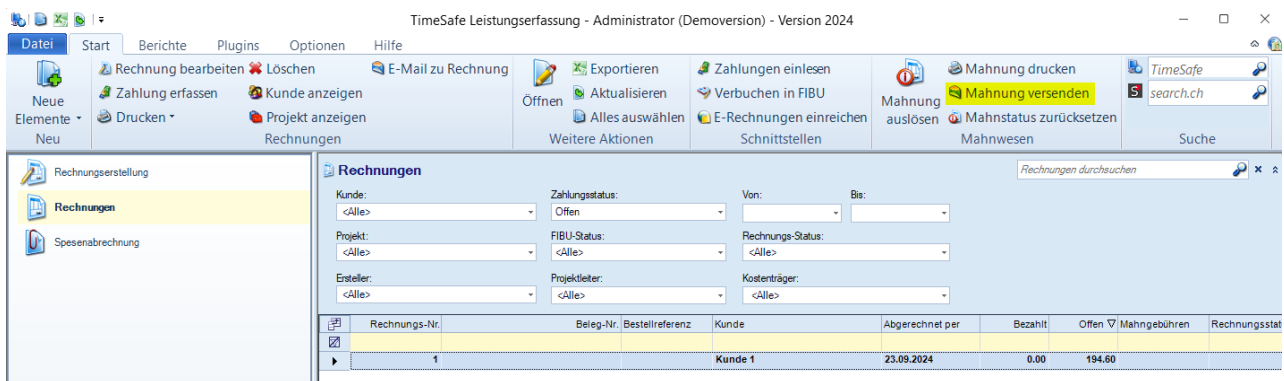 TimeSafe Leistungserfassung - Administrator (Demoversion) - Version 2024
Datei Start Berichte Plugins Optionen Hilfe
Neue Elemente
Rechnung bearbeiten Löschen E-Mail zu Rechnung
Zahlung erfassen Kunde anzeigen
Drucken Projekt anzeigen
Öffnen
Exportieren
Aktualisieren
Alles auswählen
Zahlungen einlesen
Verbuchen in FIBU
E-Rechnungen einreichen
Mahnung auslösen
Mahnung drucken
Mahnung versenden
Mahnstatus zurücksetzen
TimeSafe
search.ch
Neu Rechnungen Weitere Aktionen Schnittstellen Mahnwesen Suche
Rechnungserstellung
Rechnungen
Spesenabrechnung
Rechnungen
Rechnungen durchsuchen
Kunde: Zahlungsstatus: Von: Bis:
<Alle> Offen
Projekt: FIBU-Status: Rechnungs-Status:
<Alle> <Alle> <Alle>
Ersteller: Projektleiter: Kostenträger:
<Alle> <Alle> <Alle>
Rechnungs-Nr. Beleg-Nr. Bestellreferenz Kunde Abgerechnet per Bezahlt Offen Mahngebühren Rechnungsstat
1 Kunde 1 23.09.2024 0.00 194.60